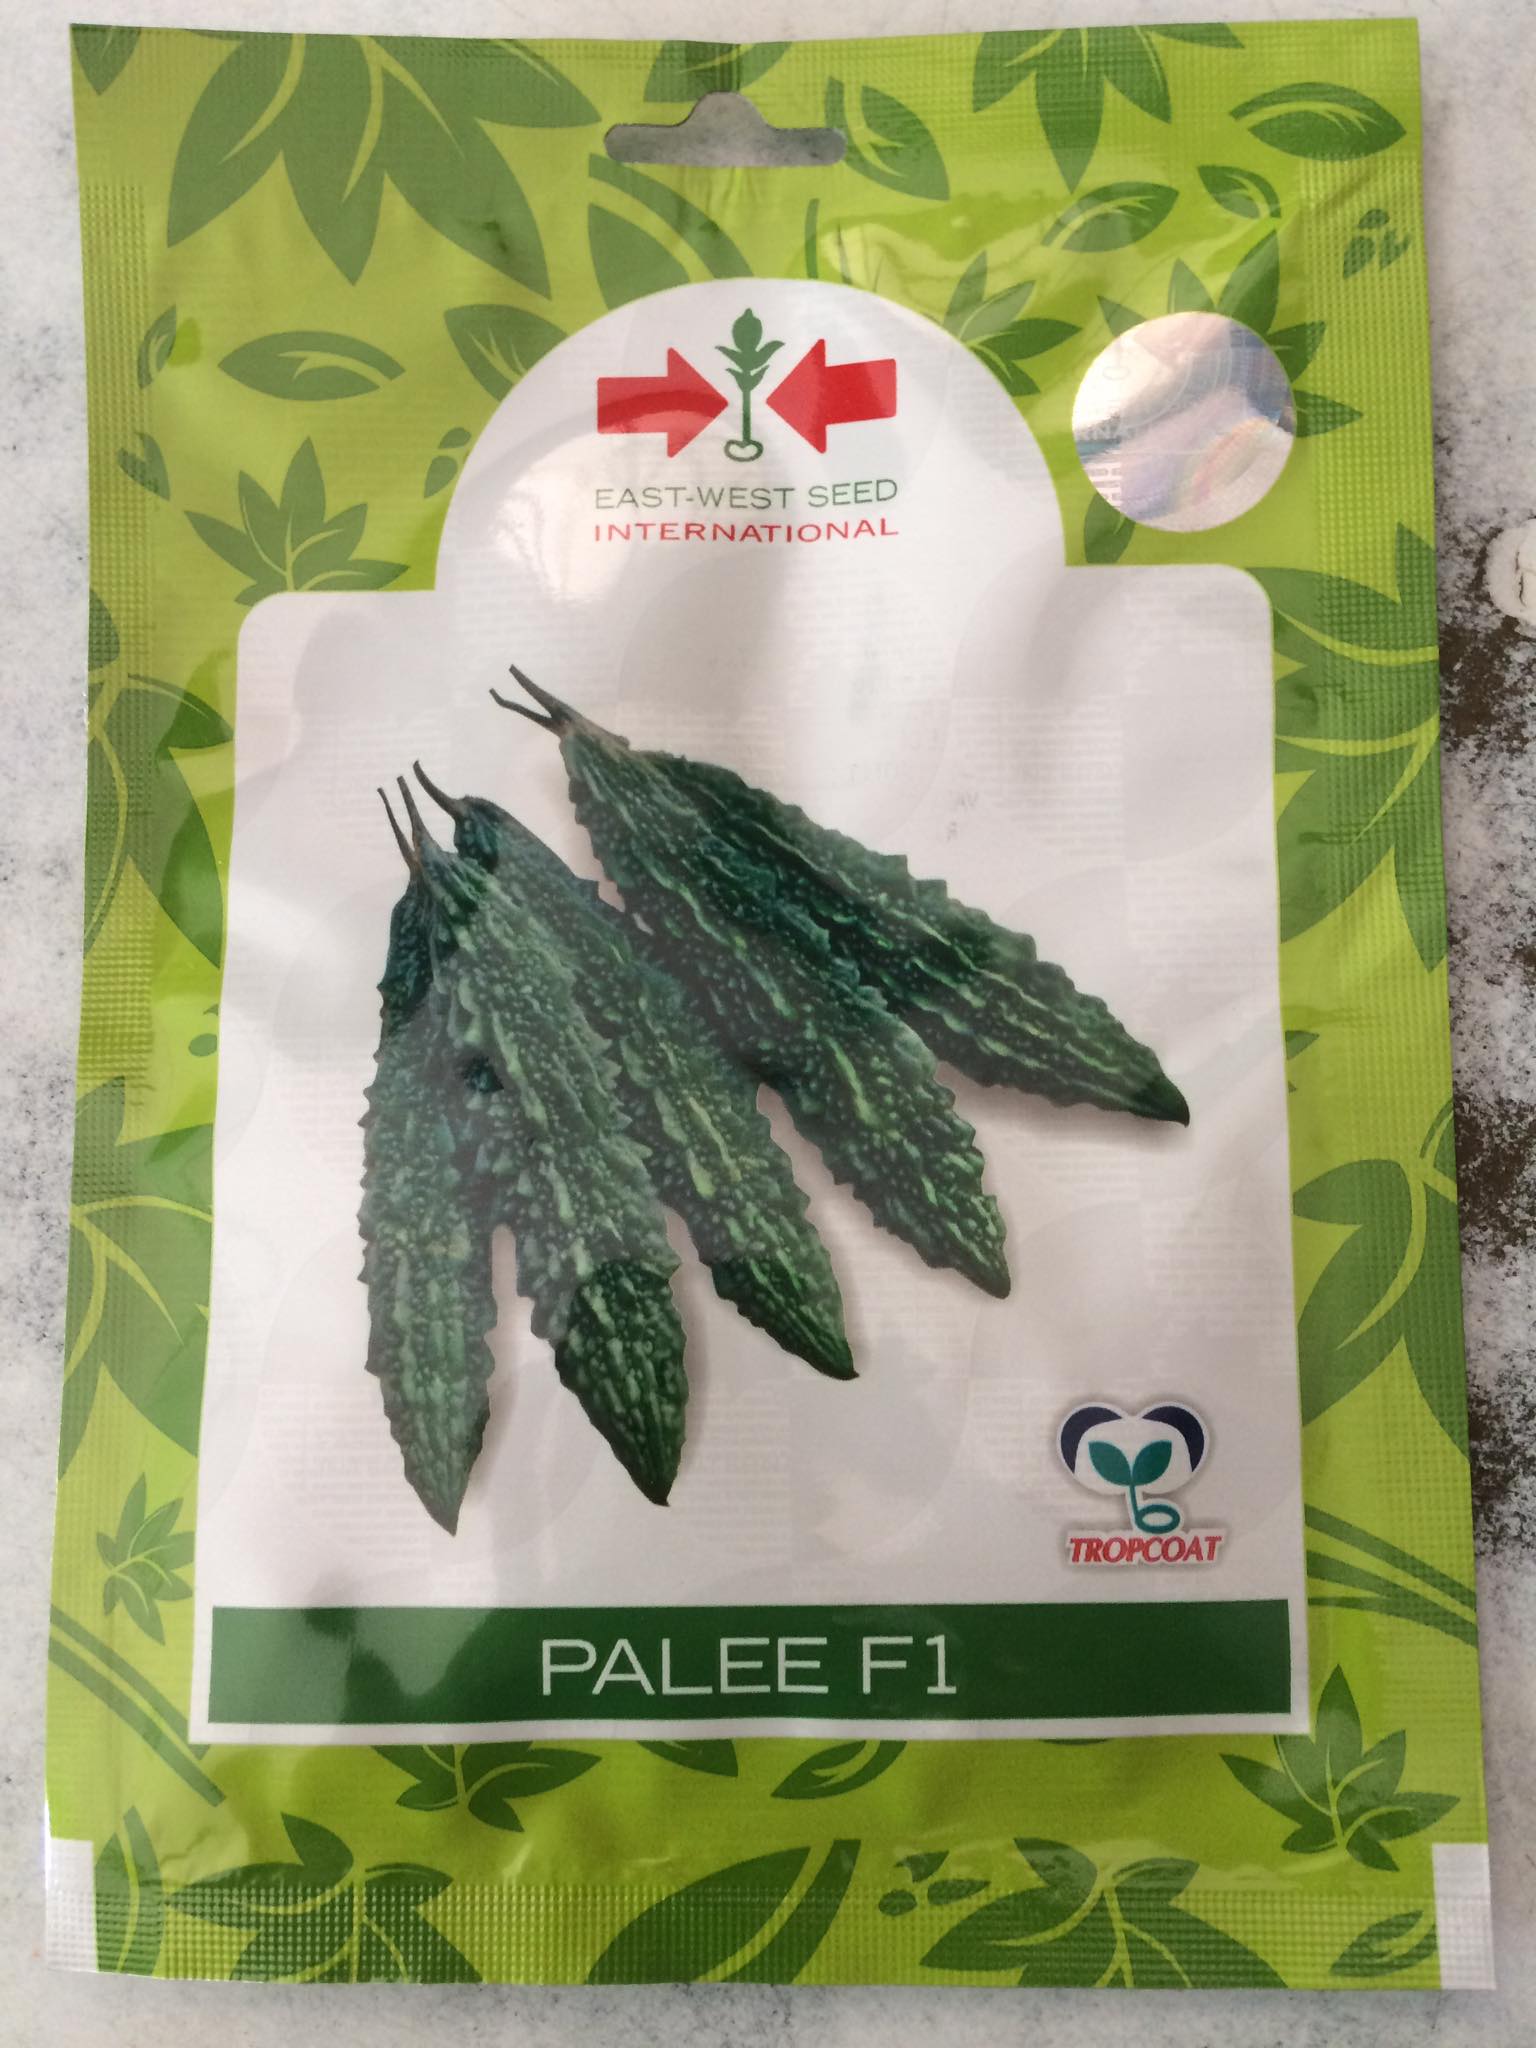 EAST-WEST SEED
INTERNATIONAL
TROPCOAT
PALEE F1